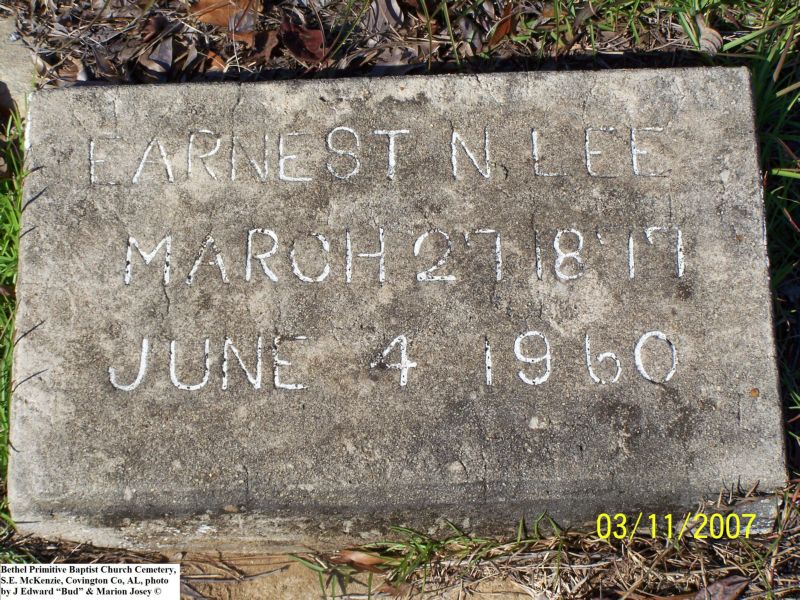 EARNEST N LEE
MARCH 27 1877
JUNE 4 1960
03/11/2007
Bethel Primitive Baptist Church Cemetery,
S.E. McKenzie, Covington Co, AL, photo
by J Edward “Bud” & Marion Josey ©